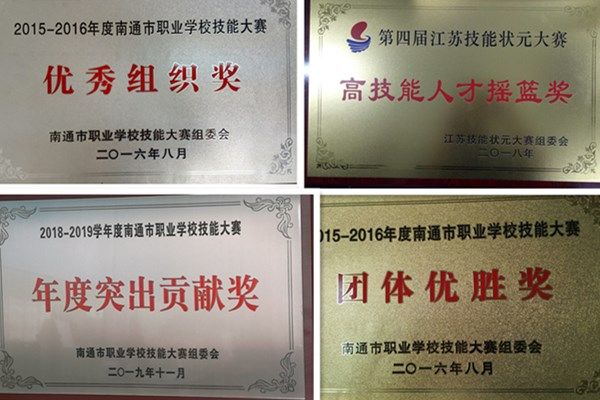 2015-2016年度南通市职业学校技能大赛
优秀组织奖
南通市职业学校技能大赛组委会
二〇一六年八月
第四届江苏技能状元大赛
高技能人才摇篮奖
江苏技能状元大赛组委会
二〇一八年
2018-2019学年度南通市职业学校技能大赛
年度突出贡献奖
南通市职业学校技能大赛组委会
二〇一九年十一月
015-2016年度南通市职业学校技能大赛
团体优胜奖
南通市职业学校技能大赛组委会
二〇一六年八月